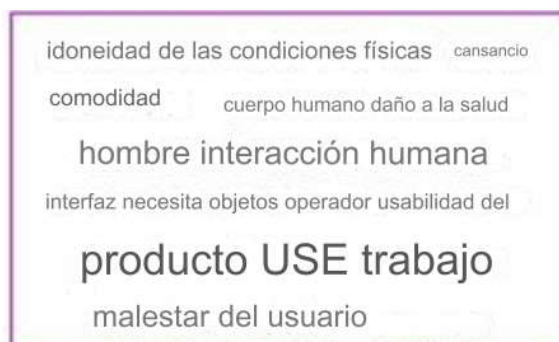 idoneidad de las condiciones físicas cansancio
comodidad cuerpo humano daño a la salud
hombre interacción humana
interfaz necesita objetos operador usabilidad del
producto USE trabajo
malestar del usuario